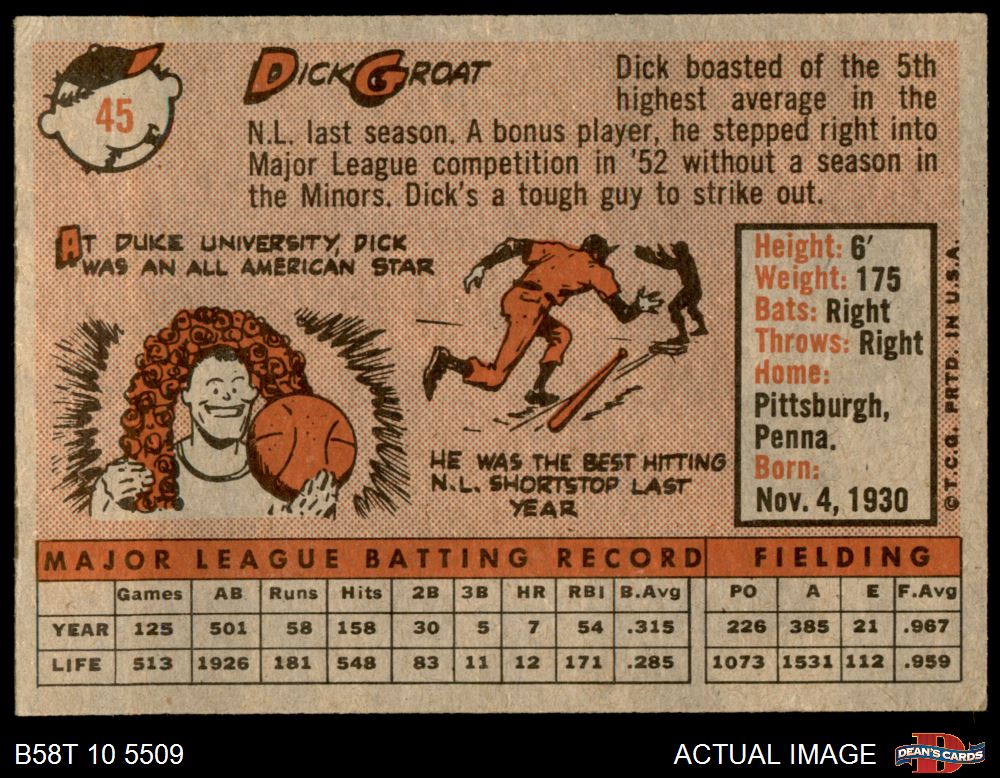 45
DICK GROAT
Dick boasted of the 5th
highest average in the
N.L. last season. A bonus player, he stepped right into
Major League competition in '52 without a season in
the Minors. Dick's a tough guy to strike out.
AT DUKE UNIVERSITY, DICK
WAS AN ALL AMERICAN STAR
HE WAS THE BEST HITTING
N.L. SHORTSTOP LAST
YEAR
Height: 6'
Weight: 175
Bats: Right
Throws: Right
Home:
Pittsburgh,
Penna.
Born:
Nov. 4, 1930
© T.C.G. PRTD. IN U.S.A.
MAJOR LEAGUE BATTING RECORD FIELDING
Games AB Runs Hits 2B 3B HR RBI B.Avg PO A E F.Avg
YEAR 125 501 58 158 30 5 7 54 .315 226 385 21 .967
LIFE 513 1926 181 548 83 11 12 171 .285 1073 1531 112 .959
B58T 10 5509
ACTUAL IMAGE
D
DEAN'S CARDS